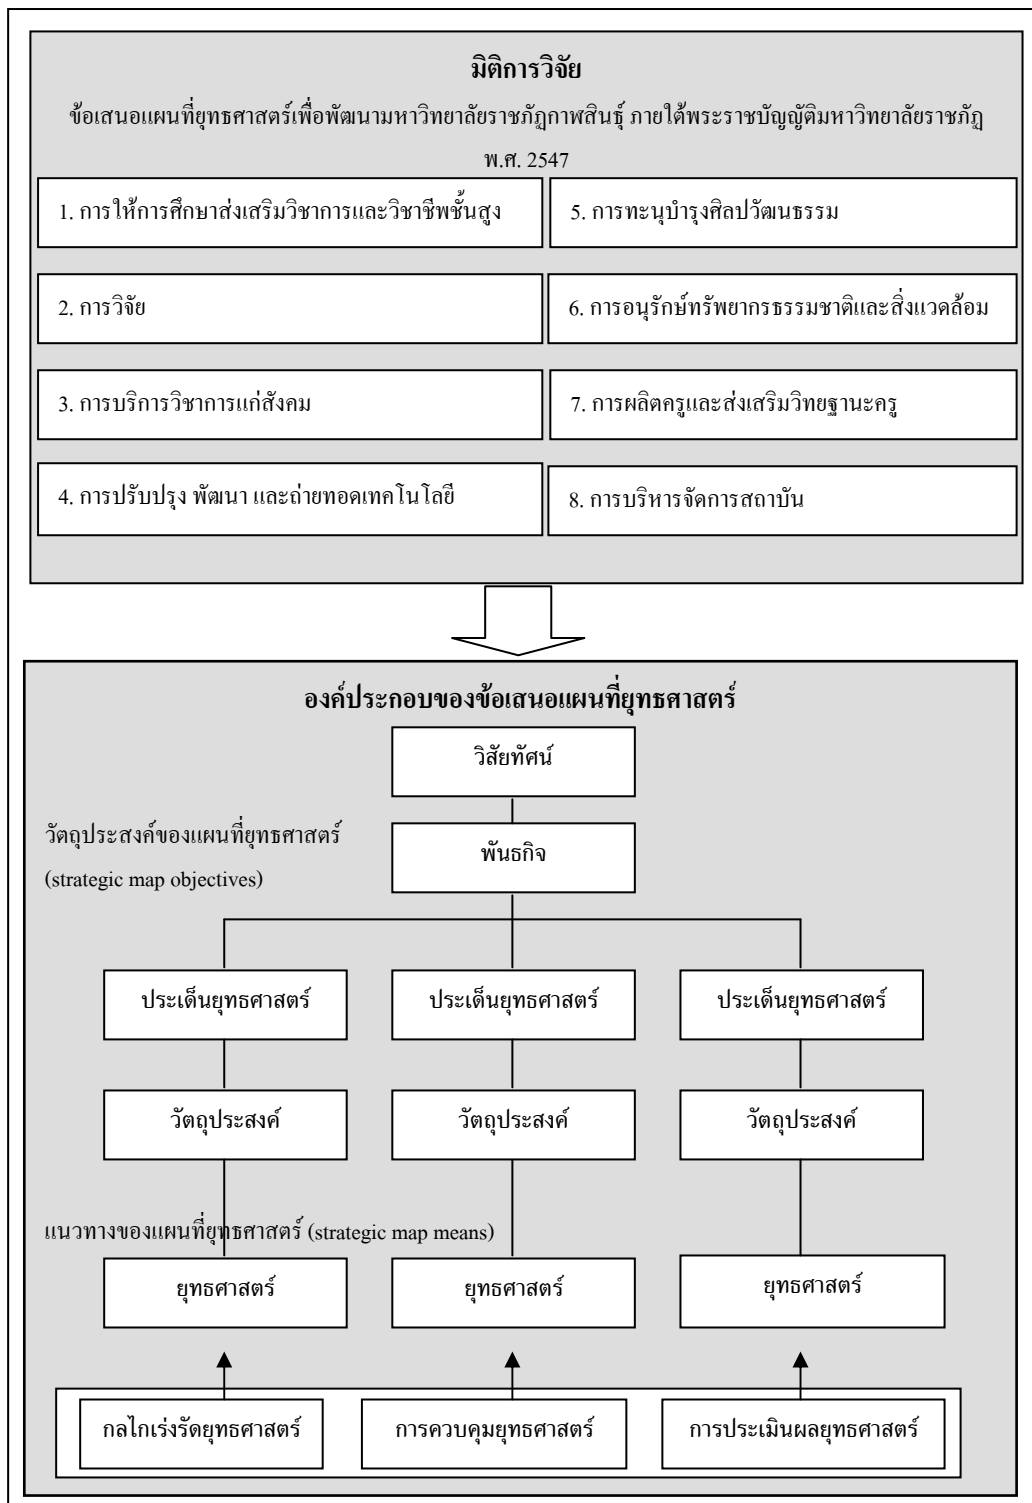 มิติการวิจัย
ข้อเสนอแผนที่ยุทธศาสตร์เพื่อพัฒนามหาวิทยาลัยราชภัฏกาฬสินธุ์ ภายใต้พระราชบัญญัติมหาวิทยาลัยราชภัฏ
พ.ศ. 2547
1. การให้การศึกษาส่งเสริมวิชาการและวิชาชีพชั้นสูง
5. การทะนุบำรุงศิลปวัฒนธรรม
2. การวิจัย
6. การอนุรักษ์ทรัพยากรธรรมชาติและสิ่งแวดล้อม
3. การบริการวิชาการแก่สังคม
7. การผลิตครูและส่งเสริมวิทยฐานะครู
4. การปรับปรุง พัฒนา และถ่ายทอดเทคโนโลยี
8. การบริหารจัดการสถาบัน
องค์ประกอบของข้อเสนอแผนที่ยุทธศาสตร์
วิสัยทัศน์
วัตถุประสงค์ของแผนที่ยุทธศาสตร์
(strategic map objectives)
พันธกิจ
ประเด็นยุทธศาสตร์
ประเด็นยุทธศาสตร์
ประเด็นยุทธศาสตร์
วัตถุประสงค์
วัตถุประสงค์
วัตถุประสงค์
แนวทางของแผนที่ยุทธศาสตร์ (strategic map means)
ยุทธศาสตร์
ยุทธศาสตร์
ยุทธศาสตร์
กลไกเร่งรัดยุทธศาสตร์
การควบคุมยุทธศาสตร์
การประเมินผลยุทธศาสตร์